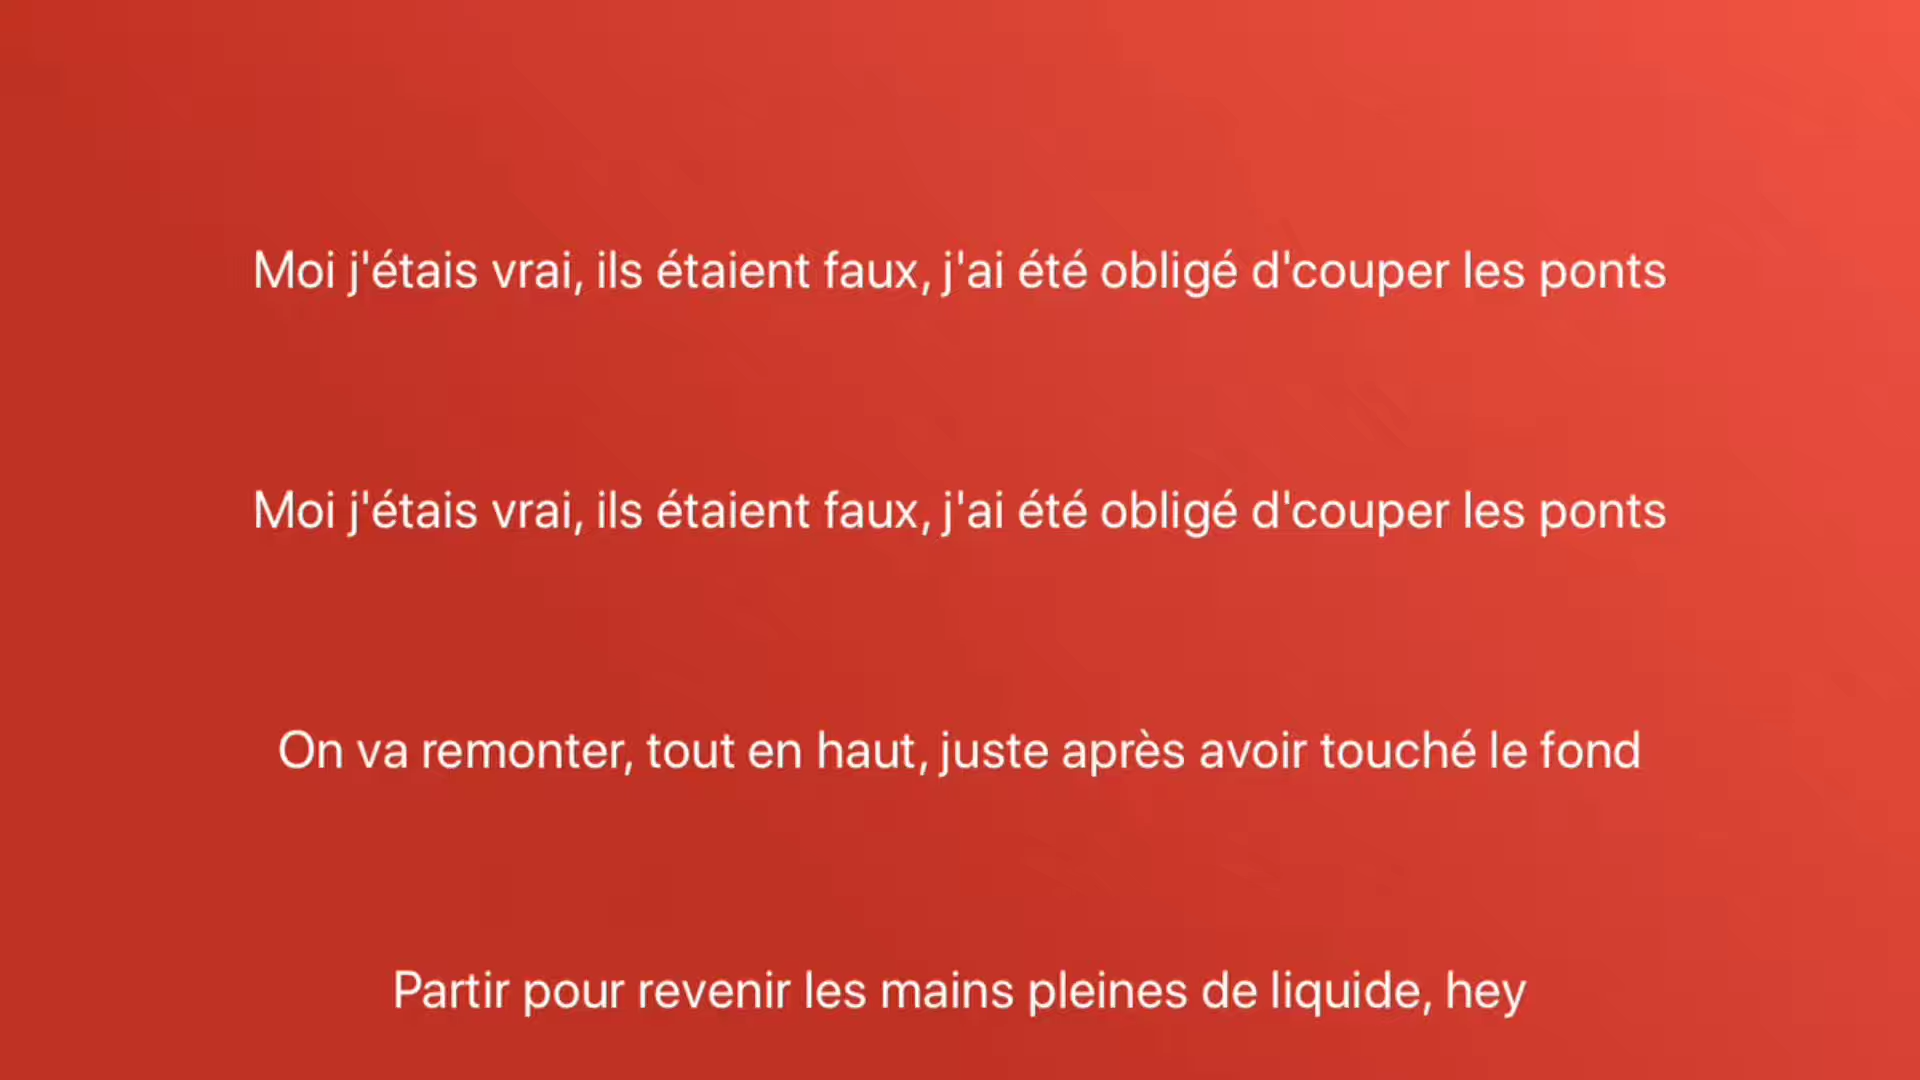 Moi j'étais vrai, ils étaient faux, j'ai été obligé d'couper les ponts
Moi j'étais vrai, ils étaient faux, j'ai été obligé d'couper les ponts
On va remonter, tout en haut, juste après avoir touché le fond
Partir pour revenir les mains pleines de liquide, hey